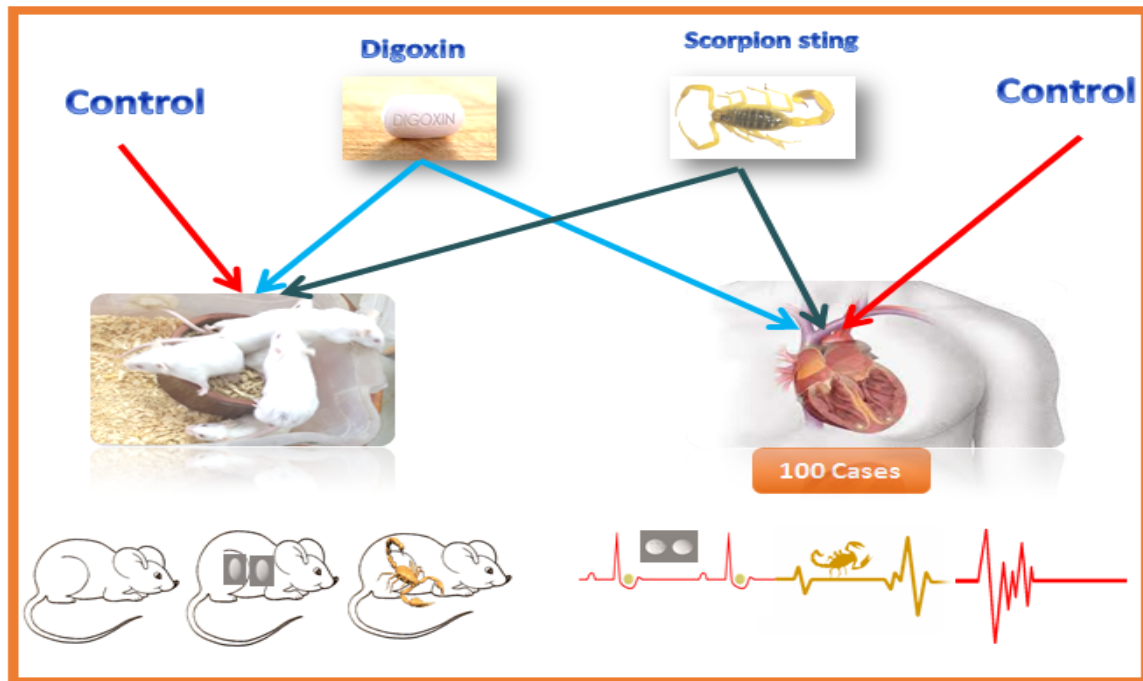 Digoxin
Scorpion sting
Control
Control
DIGOXIN
100 Cases